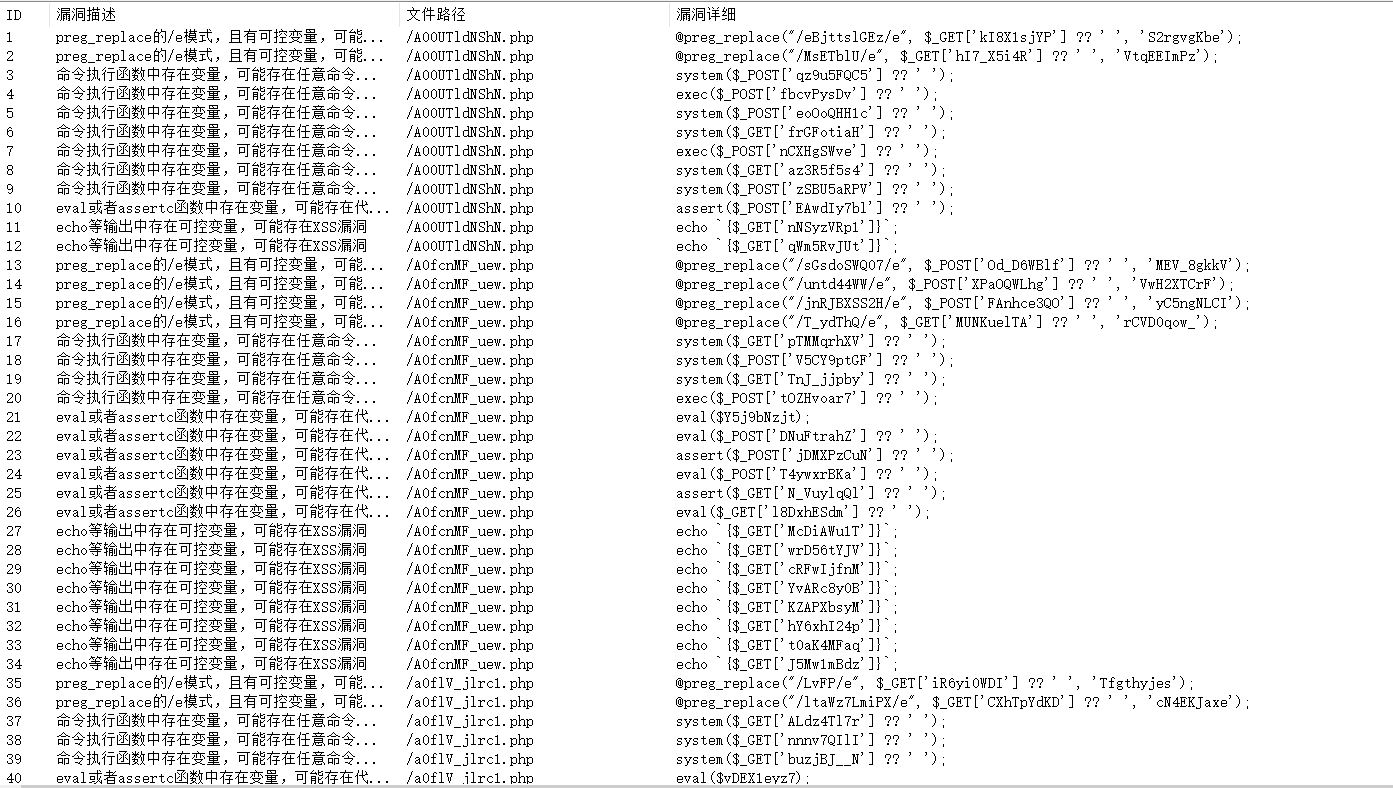 ID 漏洞描述 文件路径 漏洞详细
1 preg_replace的/e模式，且有可控变量，可能... /A00UTldNShN.php @preg_replace("/eBjttslGEz/e", $_GET['kI8X1sjYP'] ?? ' ', 'S2rgvgKbe');
2 preg_replace的/e模式，且有可控变量，可能... /A00UTldNShN.php @preg_replace("/MsETblU/e", $_GET['hI7_X5i4R'] ?? ' ', 'VtqEEImPz');
3 命令执行函数中存在变量，可能存在任意命令... /A00UTldNShN.php system($_POST['qz9u5FQC5'] ?? ' ');
4 命令执行函数中存在变量，可能存在任意命令... /A00UTldNShN.php exec($_POST['fbcvPysDv'] ?? ' ');
5 命令执行函数中存在变量，可能存在任意命令... /A00UTldNShN.php system($_POST['eoOoQHH1c'] ?? ' ');
6 命令执行函数中存在变量，可能存在任意命令... /A00UTldNShN.php system($_GET['frGFotiaH'] ?? ' ');
7 命令执行函数中存在变量，可能存在任意命令... /A00UTldNShN.php exec($_POST['nCXHgSWve'] ?? ' ');
8 命令执行函数中存在变量，可能存在任意命令... /A00UTldNShN.php system($_GET['az3R5f5s4'] ?? ' ');
9 命令执行函数中存在变量，可能存在任意命令... /A00UTldNShN.php system($_POST['zSBU5aRPV'] ?? ' ');
10 eval或者assertc函数中存在变量，可能存在代... /A00UTldNShN.php assert($_POST['EAwdIy7bl'] ?? ' ');
11 echo等输出中存在可控变量，可能存在XSS漏洞 /A00UTldNShN.php echo `{$_GET['nNSyzVRp1']}`;
12 echo等输出中存在可控变量，可能存在XSS漏洞 /A00UTldNShN.php echo `{$_GET['qWm5RvJUt']}`;
13 preg_replace的/e模式，且有可控变量，可能... /A0fcnMF_uew.php @preg_replace("/sGsdoSWQ07/e", $_POST['Od_D6WBlf'] ?? ' ', 'MEV_8gkkV');
14 preg_replace的/e模式，且有可控变量，可能... /A0fcnMF_uew.php @preg_replace("/untd44WW/e", $_POST['XPaOQWLhg'] ?? ' ', 'VwH2XTCrF');
15 preg_replace的/e模式，且有可控变量，可能... /A0fcnMF_uew.php @preg_replace("/jnRJBXSS2H/e", $_POST['FAnhce3QO'] ?? ' ', 'yC5ngNLCI');
16 preg_replace的/e模式，且有可控变量，可能... /A0fcnMF_uew.php @preg_replace("/T_ydThQ/e", $_GET['MUNKuelTA'] ?? ' ', 'rCVD0qow_');
17 命令执行函数中存在变量，可能存在任意命令... /A0fcnMF_uew.php system($_GET['pTMMqrhXV'] ?? ' ');
18 命令执行函数中存在变量，可能存在任意命令... /A0fcnMF_uew.php system($_POST['V5CY9ptGF'] ?? ' ');
19 命令执行函数中存在变量，可能存在任意命令... /A0fcnMF_uew.php system($_GET['TnJ_jjpby'] ?? ' ');
20 命令执行函数中存在变量，可能存在任意命令... /A0fcnMF_uew.php exec($_POST['tOZHvoar7'] ?? ' ');
21 eval或者assertc函数中存在变量，可能存在代... /A0fcnMF_uew.php eval($Y5j9bNzjt);
22 eval或者assertc函数中存在变量，可能存在代... /A0fcnMF_uew.php eval($_POST['DNuFtrahZ'] ?? ' ');
23 eval或者assertc函数中存在变量，可能存在代... /A0fcnMF_uew.php assert($_POST['jDMXPzCuN'] ?? ' ');
24 eval或者assertc函数中存在变量，可能存在代... /A0fcnMF_uew.php eval($_POST['T4ywxrBKa'] ?? ' ');
25 eval或者assertc函数中存在变量，可能存在代... /A0fcnMF_uew.php assert($_GET['N_VuylqQl'] ?? ' ');
26 eval或者assertc函数中存在变量，可能存在代... /A0fcnMF_uew.php eval($_GET['l8DxhESdm'] ?? ' ');
27 echo等输出中存在可控变量，可能存在XSS漏洞 /A0fcnMF_uew.php echo `{$_GET['McDiAWu1T']}`;
28 echo等输出中存在可控变量，可能存在XSS漏洞 /A0fcnMF_uew.php echo `{$_GET['wrD56tYJV']}`;
29 echo等输出中存在可控变量，可能存在XSS漏洞 /A0fcnMF_uew.php echo `{$_GET['cRFwIjfnM']}`;
30 echo等输出中存在可控变量，可能存在XSS漏洞 /A0fcnMF_uew.php echo `{$_GET['YvARc8y0B']}`;
31 echo等输出中存在可控变量，可能存在XSS漏洞 /A0fcnMF_uew.php echo `{$_GET['KZAPXbsyM']}`;
32 echo等输出中存在可控变量，可能存在XSS漏洞 /A0fcnMF_uew.php echo `{$_GET['hY6xhI24p']}`;
33 echo等输出中存在可控变量，可能存在XSS漏洞 /A0fcnMF_uew.php echo `{$_GET['t0aK4MFaq']}`;
34 echo等输出中存在可控变量，可能存在XSS漏洞 /A0fcnMF_uew.php echo `{$_GET['J5Mw1mBdz']}`;
35 preg_replace的/e模式，且有可控变量，可能... /a0flV_jlrc1.php @preg_replace("/LvFP/e", $_GET['iR6yi0WDI'] ?? ' ', 'Tfgthyjes');
36 preg_replace的/e模式，且有可控变量，可能... /a0flV_jlrc1.php @preg_replace("/ltaWz7LmiPX/e", $_GET['CXhTpYdKD'] ?? ' ', 'cN4EKJaxe');
37 命令执行函数中存在变量，可能存在任意命令... /a0flV_jlrc1.php system($_GET['ALdz4Tl7r'] ?? ' ');
38 命令执行函数中存在变量，可能存在任意命令... /a0flV_jlrc1.php system($_GET['nnnv7QIlI'] ?? ' ');
39 命令执行函数中存在变量，可能存在任意命令... /a0flV_jlrc1.php system($_GET['buzjBJ__N'] ?? ' ');
40 eval或者assertc函数中存在变量，可能存在代... /a0flV_jlrc1.php eval($vDEX1eyz7);